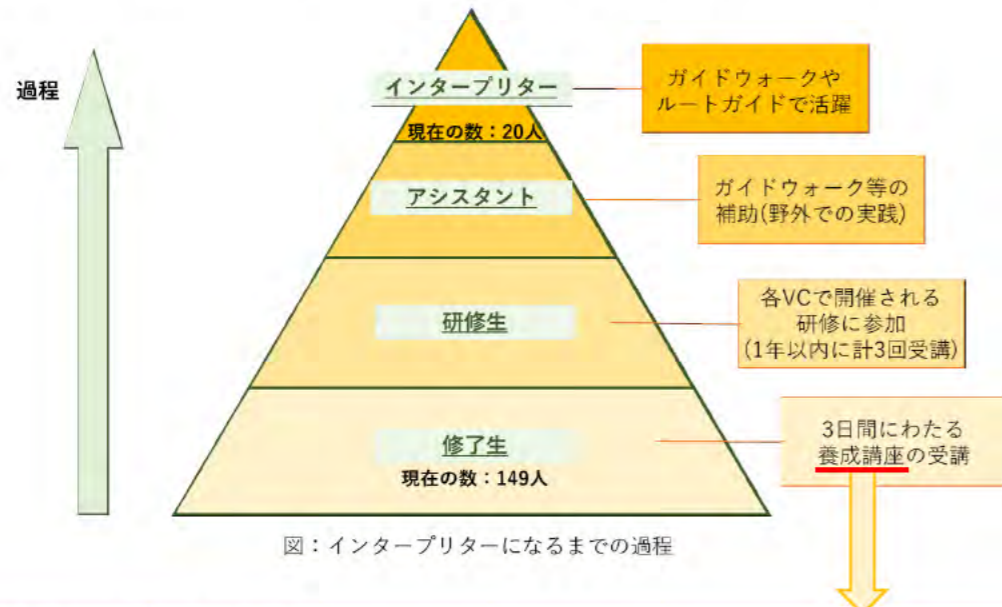 過程
インタープリター
現在の数：20人
ガイドウォークや
ルートガイドで活躍
アシスタント
ガイドウォーク等の
補助(野外での実践)
研修生
各VCで開催される
研修に参加
(1年以内に計3回受講)
修了生
現在の数：149人
3日間にわたる
養成講座の受講
図：インタープリターになるまでの過程